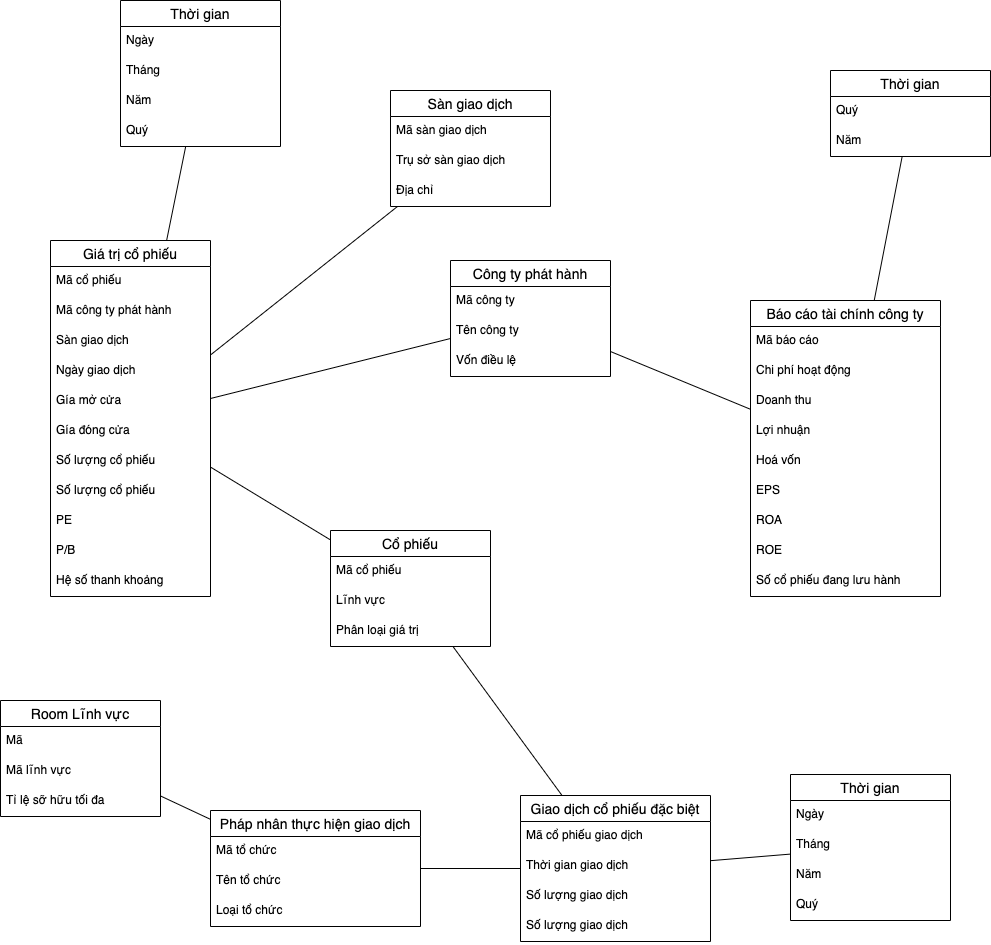 Thời gian
Ngày
Tháng
Năm
Quý
Sàn giao dịch
Mã sàn giao dịch
Trụ sở sàn giao dịch
Địa chỉ
Thời gian
Quý
Năm
Giá trị cổ phiếu
Mã cổ phiếu
Mã công ty phát hành
Sàn giao dịch
Ngày giao dịch
Gía mở cửa
Gía đóng cửa
Số lượng cổ phiếu
Số lượng cổ phiếu
PE
P/B
Hệ số thanh khoảng
Công ty phát hành
Mã công ty
Tên công ty
Vốn điều lệ
Báo cáo tài chính công ty
Mã báo cáo
Chi phí hoạt động
Doanh thu
Lợi nhuận
Hoá vốn
EPS
ROA
ROE
Số cổ phiếu đang lưu hành
Cổ phiếu
Mã cổ phiếu
Lĩnh vực
Phân loại giá trị
Room Lĩnh vực
Mã
Mã lĩnh vực
Tỉ lệ sỡ hữu tối đa
Pháp nhân thực hiện giao dịch
Mã tổ chức
Tên tổ chức
Loại tổ chức
Giao dịch cổ phiếu đặc biệt
Mã cổ phiếu giao dịch
Thời gian giao dịch
Số lượng giao dịch
Số lượng giao dịch
Thời gian
Ngày
Tháng
Năm
Quý